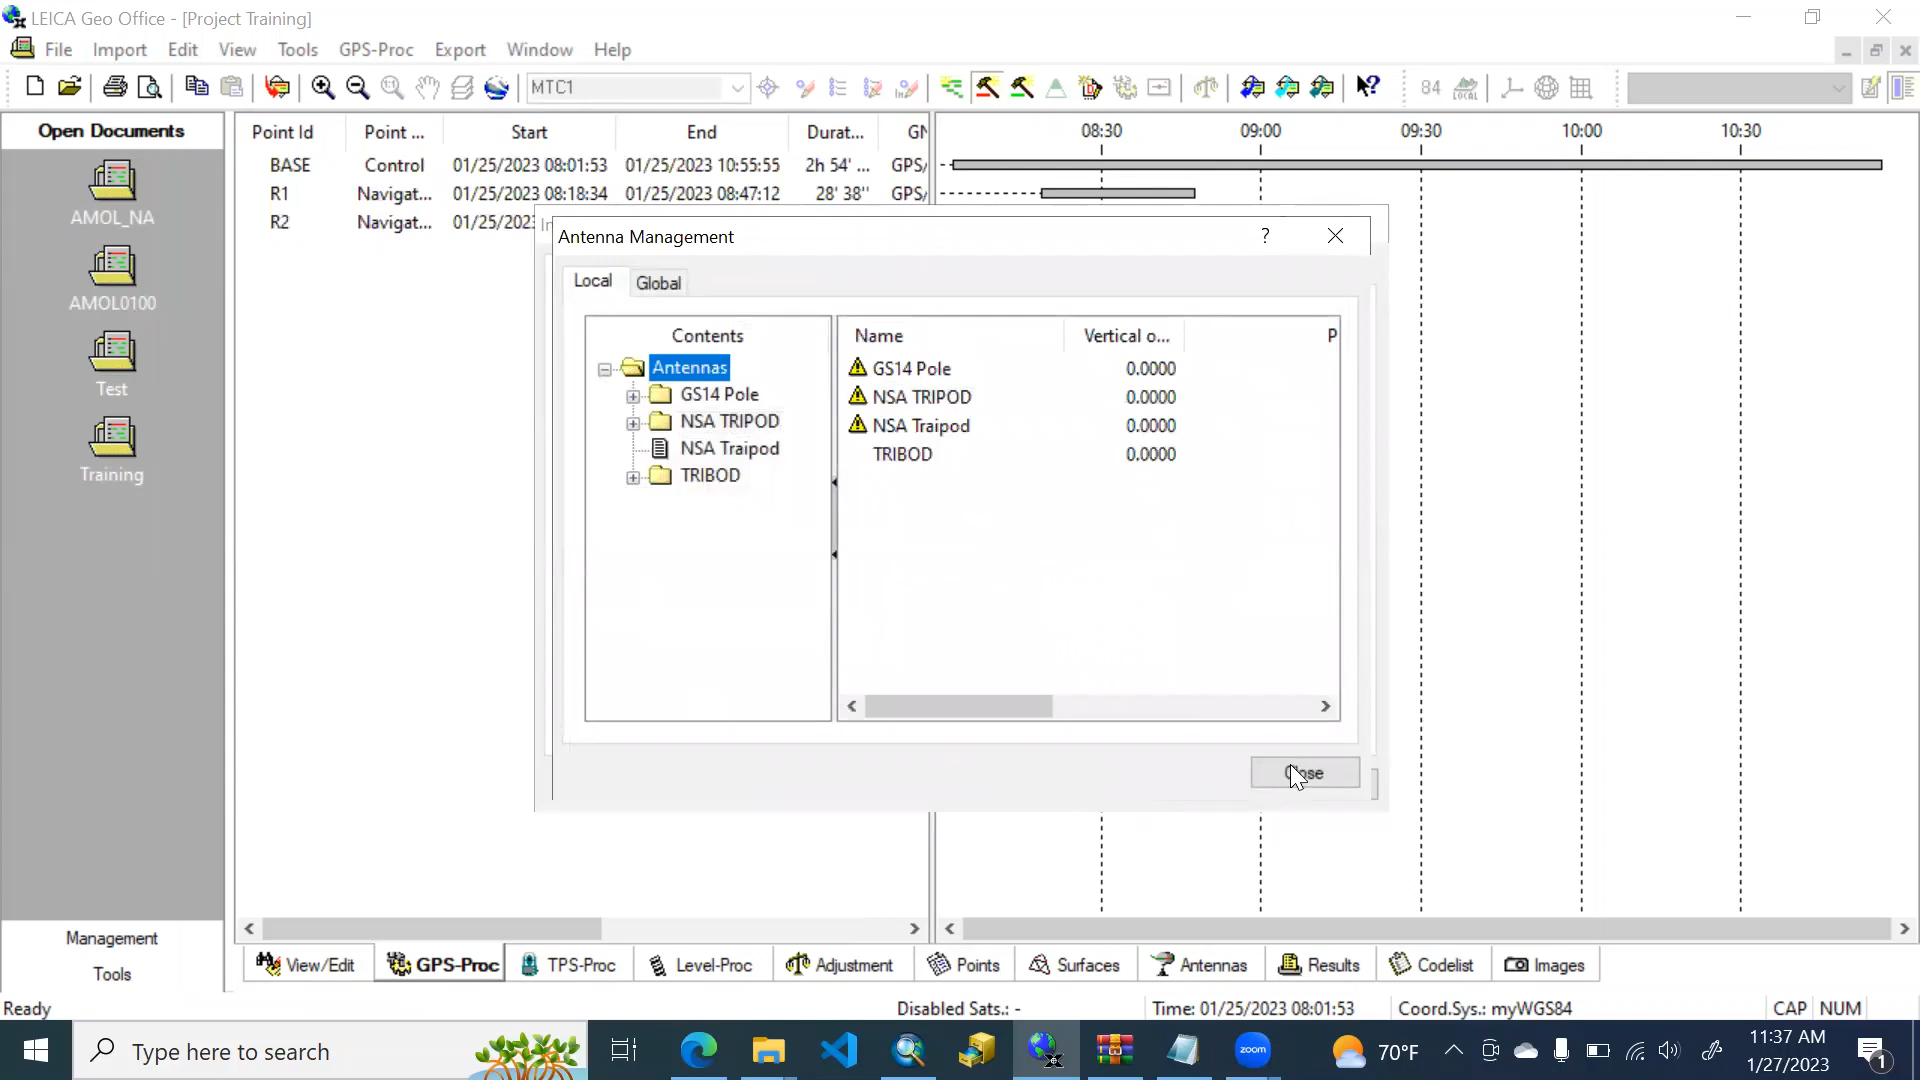 LEICA Geo Office - [Project Training]
File Import Edit View Tools GPS-Proc Export Window Help
MTC1
84
LOCAL
Open Documents
AMOL_NA
AMOL0100
Test
Training
Management
Tools
Point Id Point ... Start End Durat...
BASE Control 01/25/2023 08:01:53 01/25/2023 10:55:55 2h 54' ... GPS/
R1 Navigat... 01/25/2023 08:18:34 01/25/2023 08:47:12 28' 38'' GPS/
R2 Navigat... 01/25/2023
08:30 09:00 09:30 10:00 10:30
Antenna Management ?
Local Global
Contents
Antennas
GS14 Pole
NSA TRIPOD
NSA Traipod
TRIBOD
Name Vertical o... P
GS14 Pole 0.0000
NSA TRIPOD 0.0000
NSA Traipod 0.0000
TRIBOD 0.0000
Close
View/Edit GPS-Proc TPS-Proc Level-Proc Adjustment Points Surfaces Antennas Results Codelist Images
Ready Disabled Sats.: - Time: 01/25/2023 08:01:53 Coord.Sys.: myWGS84 CAP NUM
Type here to search
zoom
70°F
11:37 AM
1/27/2023
1